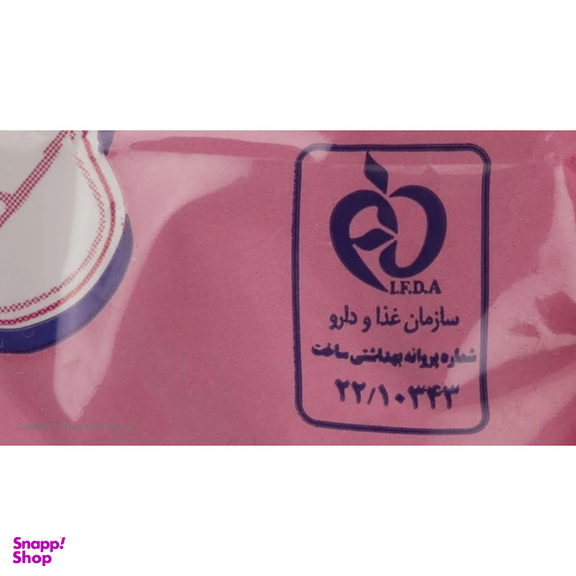 I.F.D.A
سازمان غذا و دارو
شماره پروانه بهداشتی ساخت
۲۲/۱۰۳۴۳
Snapp!
Shop